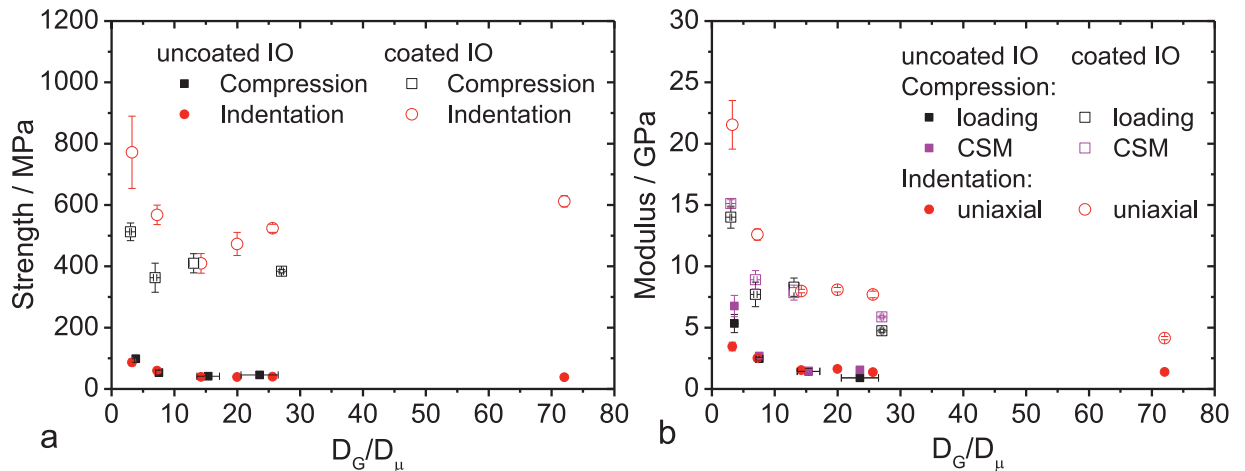 1200
1000
800
600
400
200
0
Strength / MPa
uncoated IO coated IO
Compression Compression
Indentation Indentation
0 10 20 30 40 50 60 70 80
a
D_G/D_μ
30
25
20
15
10
5
0
Modulus / GPa
uncoated IO coated IO
Compression:
loading loading
CSM CSM
Indentation:
uniaxial uniaxial
0 10 20 30 40 50 60 70 80
b
D_G/D_μ